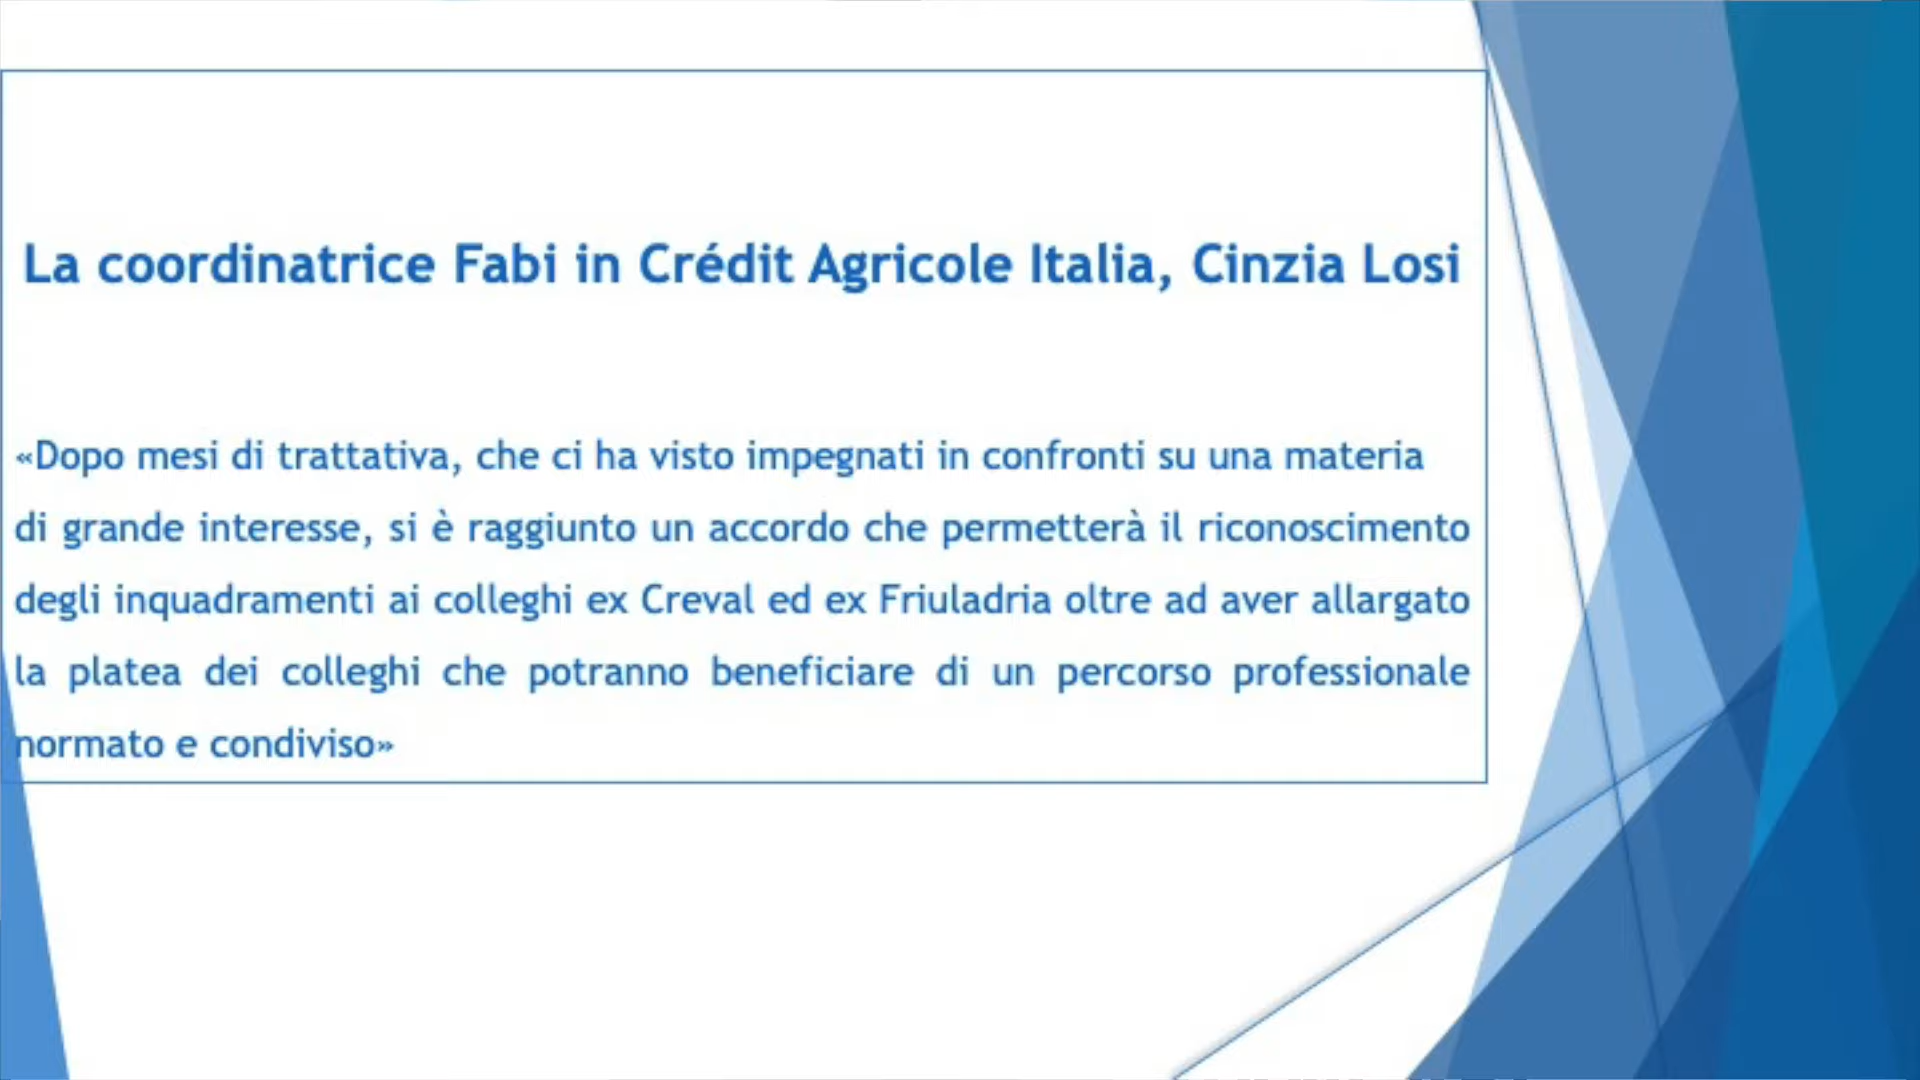 La coordinatrice Fabi in Crédit Agricole Italia, Cinzia Losi
«Dopo mesi di trattativa, che ci ha visto impegnati in confronti su una materia
di grande interesse, si è raggiunto un accordo che permetterà il riconoscimento
degli inquadramenti ai colleghi ex Creval ed ex Friuladria oltre ad aver allargato
la platea dei colleghi che potranno beneficiare di un percorso professionale
normato e condiviso»